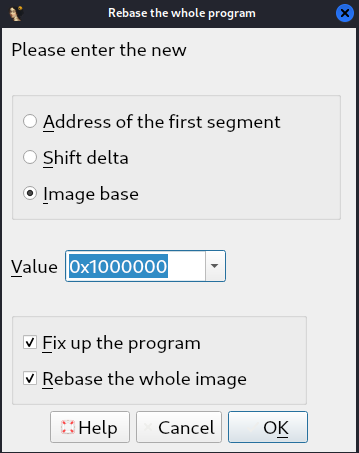 Rebase the whole program
Please enter the new
Address of the first segment
Shift delta
Image base
Value 0x1000000
Fix up the program
Rebase the whole image
Help Cancel OK